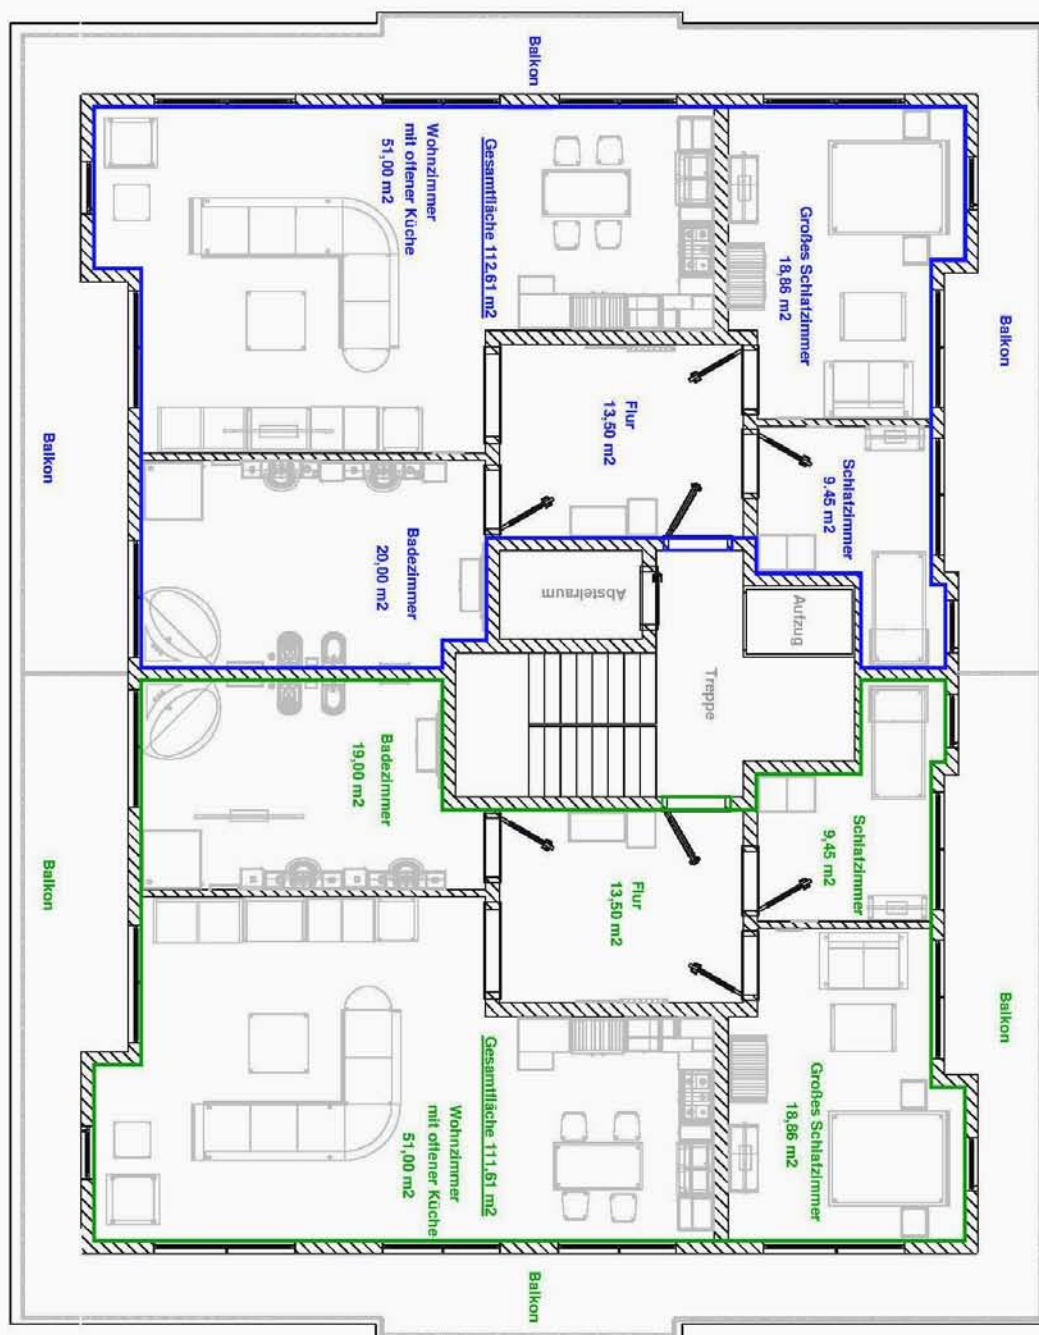 Balkon
Wohnzimmer
mit offener Küche
51,00 m2
Gesamtfläche 112,61 m2
Großes Schlafzimmer
18,86 m2
Balkon
Flur
13,50 m2
Balkon
Schlafzimmer
9.45 m2
Badezimmer
20,00 m2
Abstelraum
Aufzug
Treppe
Badezimmer
19,00 m2
Schlafzimmer
9,45 m2
Balkon
Flur
13,50 m2
Balkon
Gesamtfläche 111,61 m2
Großes Schlafzimmer
18,86 m2
Wohnzimmer
mit offener Küche
51,00 m2
Balkon